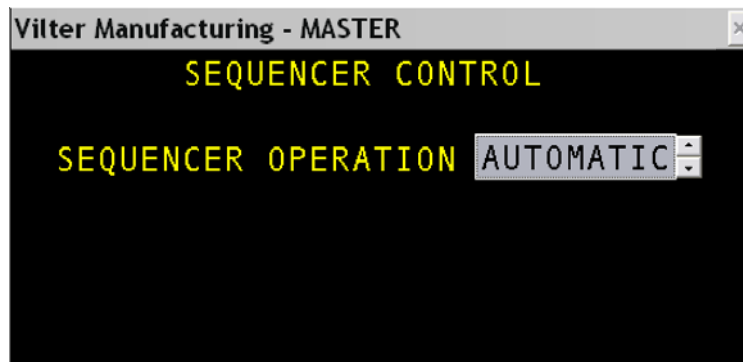 Vilter Manufacturing - MASTER
SEQUENCER CONTROL
SEQUENCER OPERATION AUTOMATIC